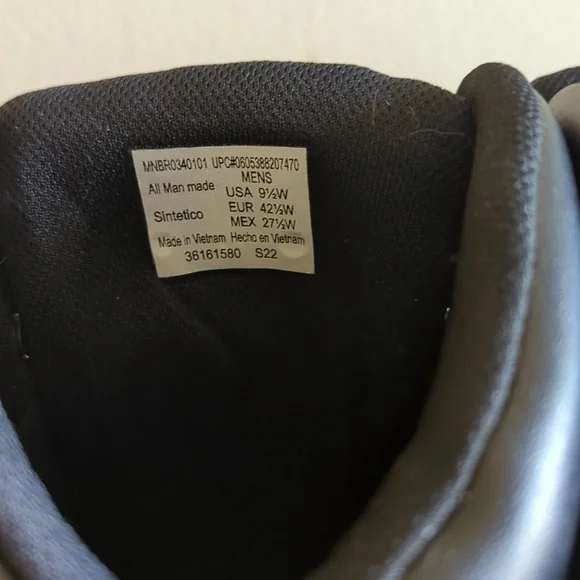 MNBR0340101 UPC#0605388207470
MENS
All Man made USA 9½W
EUR 42½W
Sintetico
MEX 27½W
Made in Vietnam Hecho en Vietnam
36161580 S22